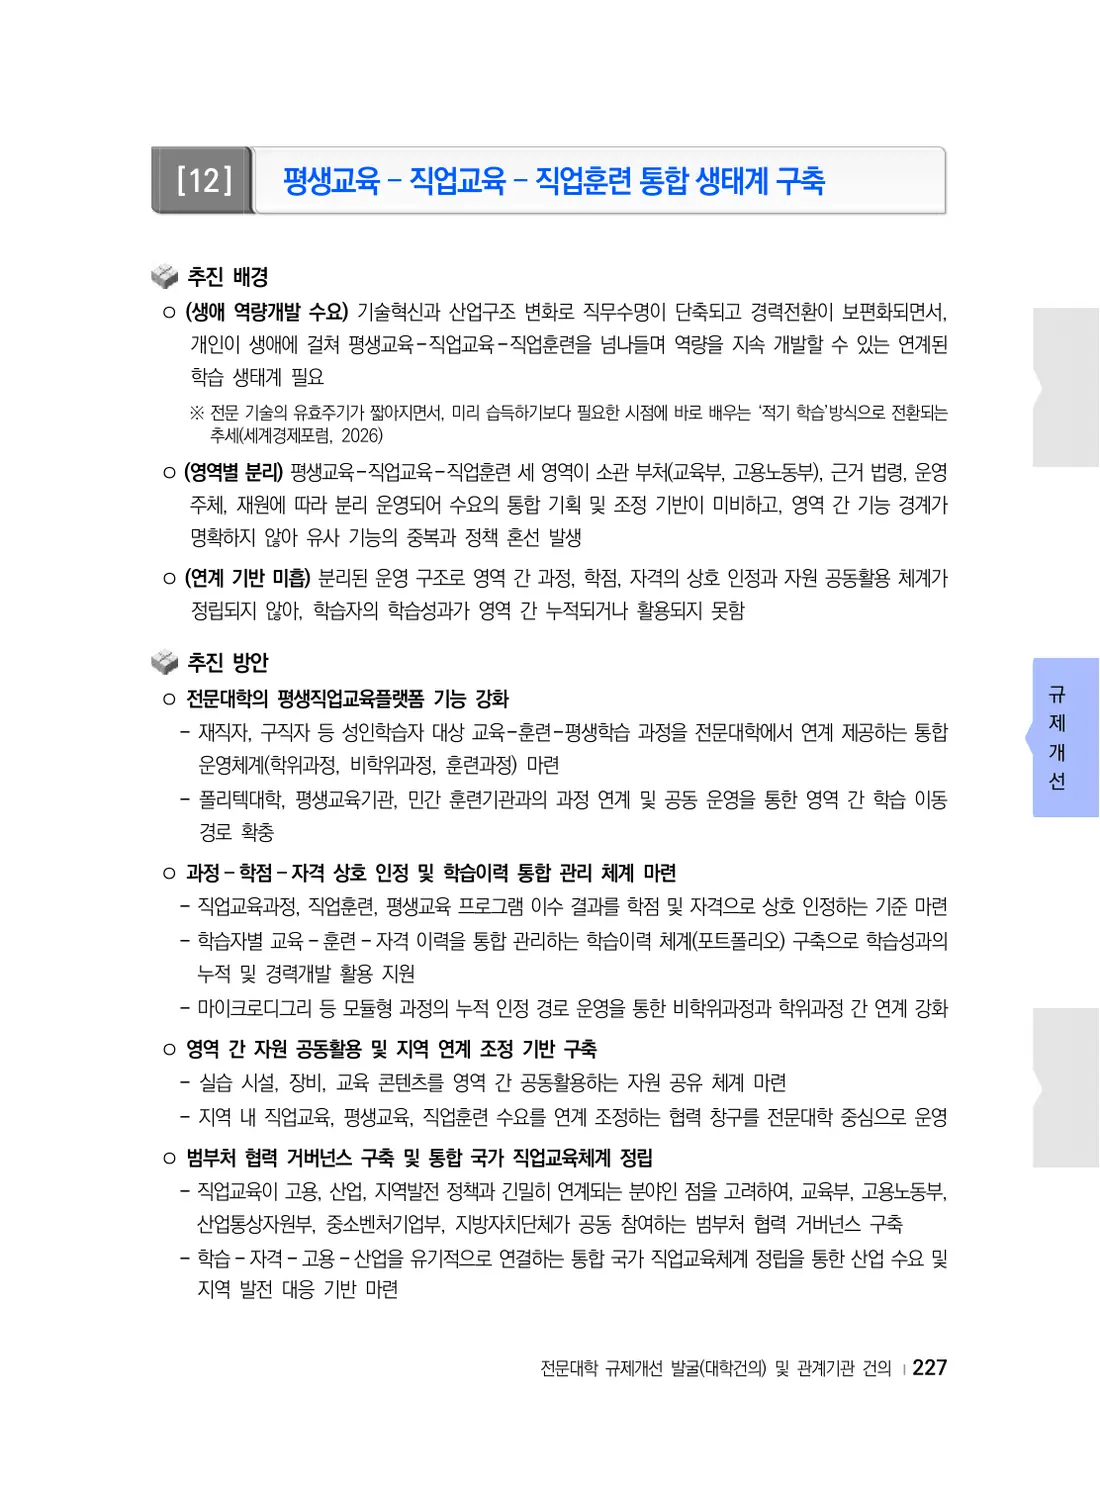 [12] 평생교육 – 직업교육 – 직업훈련 통합 생태계 구축
추진 배경
○ (생애 역량개발 수요) 기술혁신과 산업구조 변화로 직무수명이 단축되고 경력전환이 보편화되면서,
개인이 생애에 걸쳐 평생교육–직업교육–직업훈련을 넘나들며 역량을 지속 개발할 수 있는 연계된
학습 생태계 필요
※ 전문 기술의 유효주기가 짧아지면서, 미리 습득하기보다 필요한 시점에 바로 배우는 ‘적기 학습’방식으로 전환되는
추세(세계경제포럼, 2026)
○ (영역별 분리) 평생교육–직업교육–직업훈련 세 영역이 소관 부처(교육부, 고용노동부), 근거 법령, 운영
주체, 재원에 따라 분리 운영되어 수요의 통합 기획 및 조정 기반이 미비하고, 영역 간 기능 경계가
명확하지 않아 유사 기능의 중복과 정책 혼선 발생
○ (연계 기반 미흡) 분리된 운영 구조로 영역 간 과정, 학점, 자격의 상호 인정과 자원 공동활용 체계가
정립되지 않아, 학습자의 학습성과가 영역 간 누적되거나 활용되지 못함
추진 방안
○ 전문대학의 평생직업교육플랫폼 기능 강화
– 재직자, 구직자 등 성인학습자 대상 교육–훈련–평생학습 과정을 전문대학에서 연계 제공하는 통합
운영체계(학위과정, 비학위과정, 훈련과정) 마련
– 폴리텍대학, 평생교육기관, 민간 훈련기관과의 과정 연계 및 공동 운영을 통한 영역 간 학습 이동
경로 확충
○ 과정 – 학점 – 자격 상호 인정 및 학습이력 통합 관리 체계 마련
– 직업교육과정, 직업훈련, 평생교육 프로그램 이수 결과를 학점 및 자격으로 상호 인정하는 기준 마련
– 학습자별 교육 – 훈련 – 자격 이력을 통합 관리하는 학습이력 체계(포트폴리오) 구축으로 학습성과의
누적 및 경력개발 활용 지원
– 마이크로디그리 등 모듈형 과정의 누적 인정 경로 운영을 통한 비학위과정과 학위과정 간 연계 강화
○ 영역 간 자원 공동활용 및 지역 연계 조정 기반 구축
– 실습 시설, 장비, 교육 콘텐츠를 영역 간 공동활용하는 자원 공유 체계 마련
– 지역 내 직업교육, 평생교육, 직업훈련 수요를 연계 조정하는 협력 창구를 전문대학 중심으로 운영
○ 범부처 협력 거버넌스 구축 및 통합 국가 직업교육체계 정립
– 직업교육이 고용, 산업, 지역발전 정책과 긴밀히 연계되는 분야인 점을 고려하여, 교육부, 고용노동부,
산업통상자원부, 중소벤처기업부, 지방자치단체가 공동 참여하는 범부처 협력 거버넌스 구축
– 학습 – 자격 – 고용 – 산업을 유기적으로 연결하는 통합 국가 직업교육체계 정립을 통한 산업 수요 및
지역 발전 대응 기반 마련
규
제
개
선
전문대학 규제개선 발굴(대학건의) 및 관계기관 건의 | 227